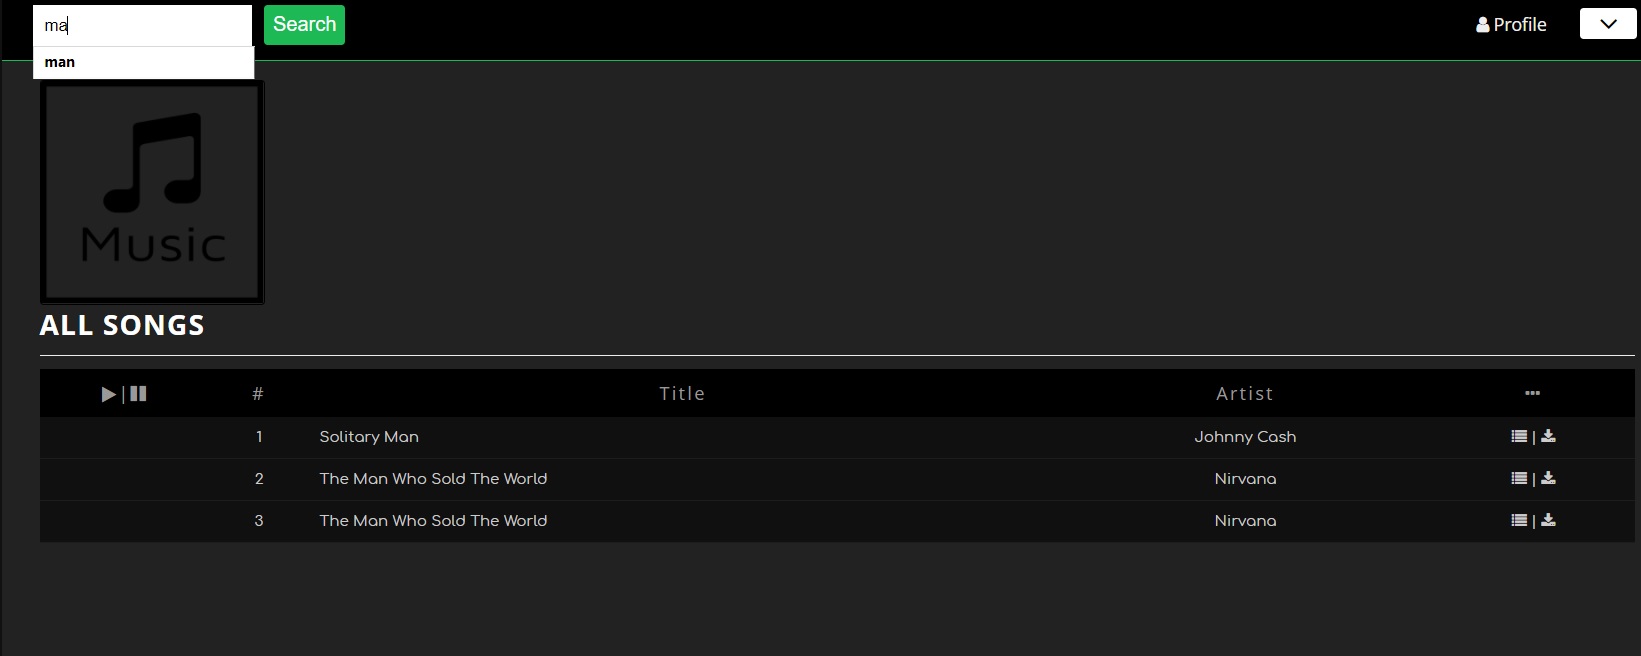 ma Search Profile
man
Music
ALL SONGS
| # Title Artist ...
1 Solitary Man Johnny Cash |
2 The Man Who Sold The World Nirvana |
3 The Man Who Sold The World Nirvana |